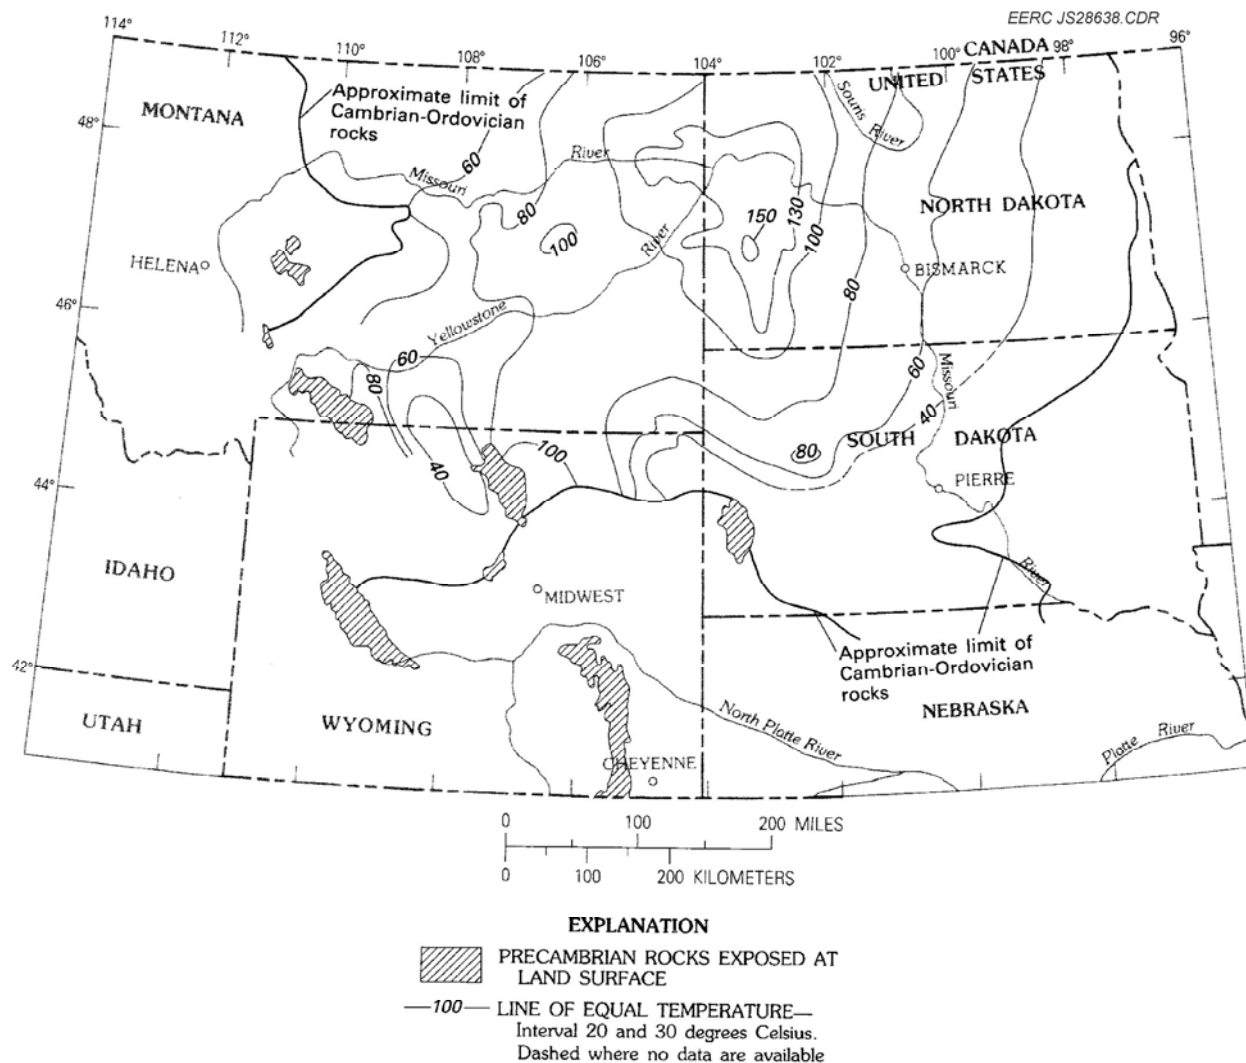 EERC JS28638.CDR
114°
112°
110°
108°
106°
104°
102°
100°
98°
96°
CANADA
UNITED STATES
Approximate limit of
Cambrian-Ordovician
rocks
MONTANA
48°
60
Missouri
River
Souris
River
80
100
150
130
100
NORTH DAKOTA
HELENA
River
BISMARCK
80
46°
Yellowstone
60
80
60
Missouri
40
40
100
80
SOUTH DAKOTA
PIERRE
44°
IDAHO
MIDWEST
River
Approximate limit of
Cambrian-Ordovician
rocks
42°
UTAH
WYOMING
North Platte River
NEBRASKA
Platte River
CHEYENNE
0 100 200 MILES
0 100 200 KILOMETERS
EXPLANATION
PRECAMBRIAN ROCKS EXPOSED AT
LAND SURFACE
—100— LINE OF EQUAL TEMPERATURE—
Interval 20 and 30 degrees Celsius.
Dashed where no data are available